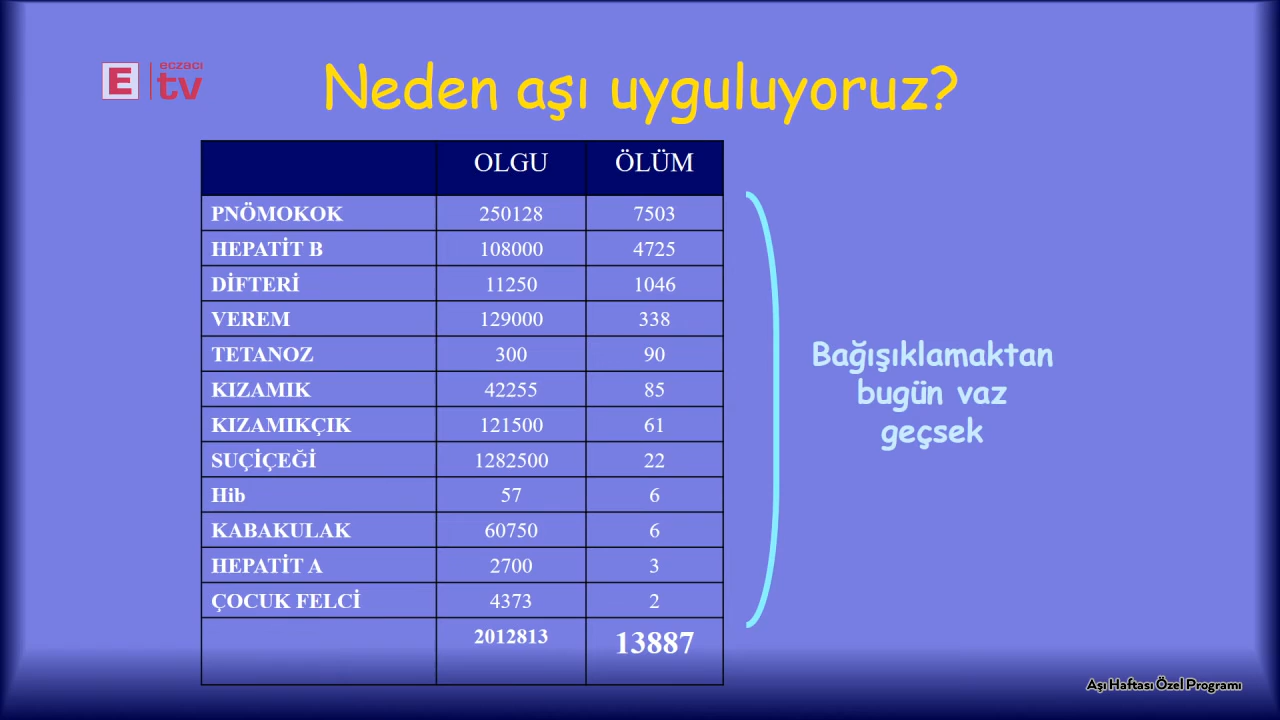 E
eczacı
tv
Neden aşı uyguluyoruz?
OLGU ÖLÜM
PNÖMOKOK 250128 7503
HEPATİT B 108000 4725
DİFTERİ 11250 1046
VEREM 129000 338
TETANOZ 300 90
KIZAMIK 42255 85
KIZAMIKÇIK 121500 61
SUÇİÇEĞİ 1282500 22
Hib 57 6
KABAKULAK 60750 6
HEPATİT A 2700 3
ÇOCUK FELCİ 4373 2
2012813 13887
Bağışıklamaktan
bugün vaz
geçsek
Aşı Haftası Özel Programı